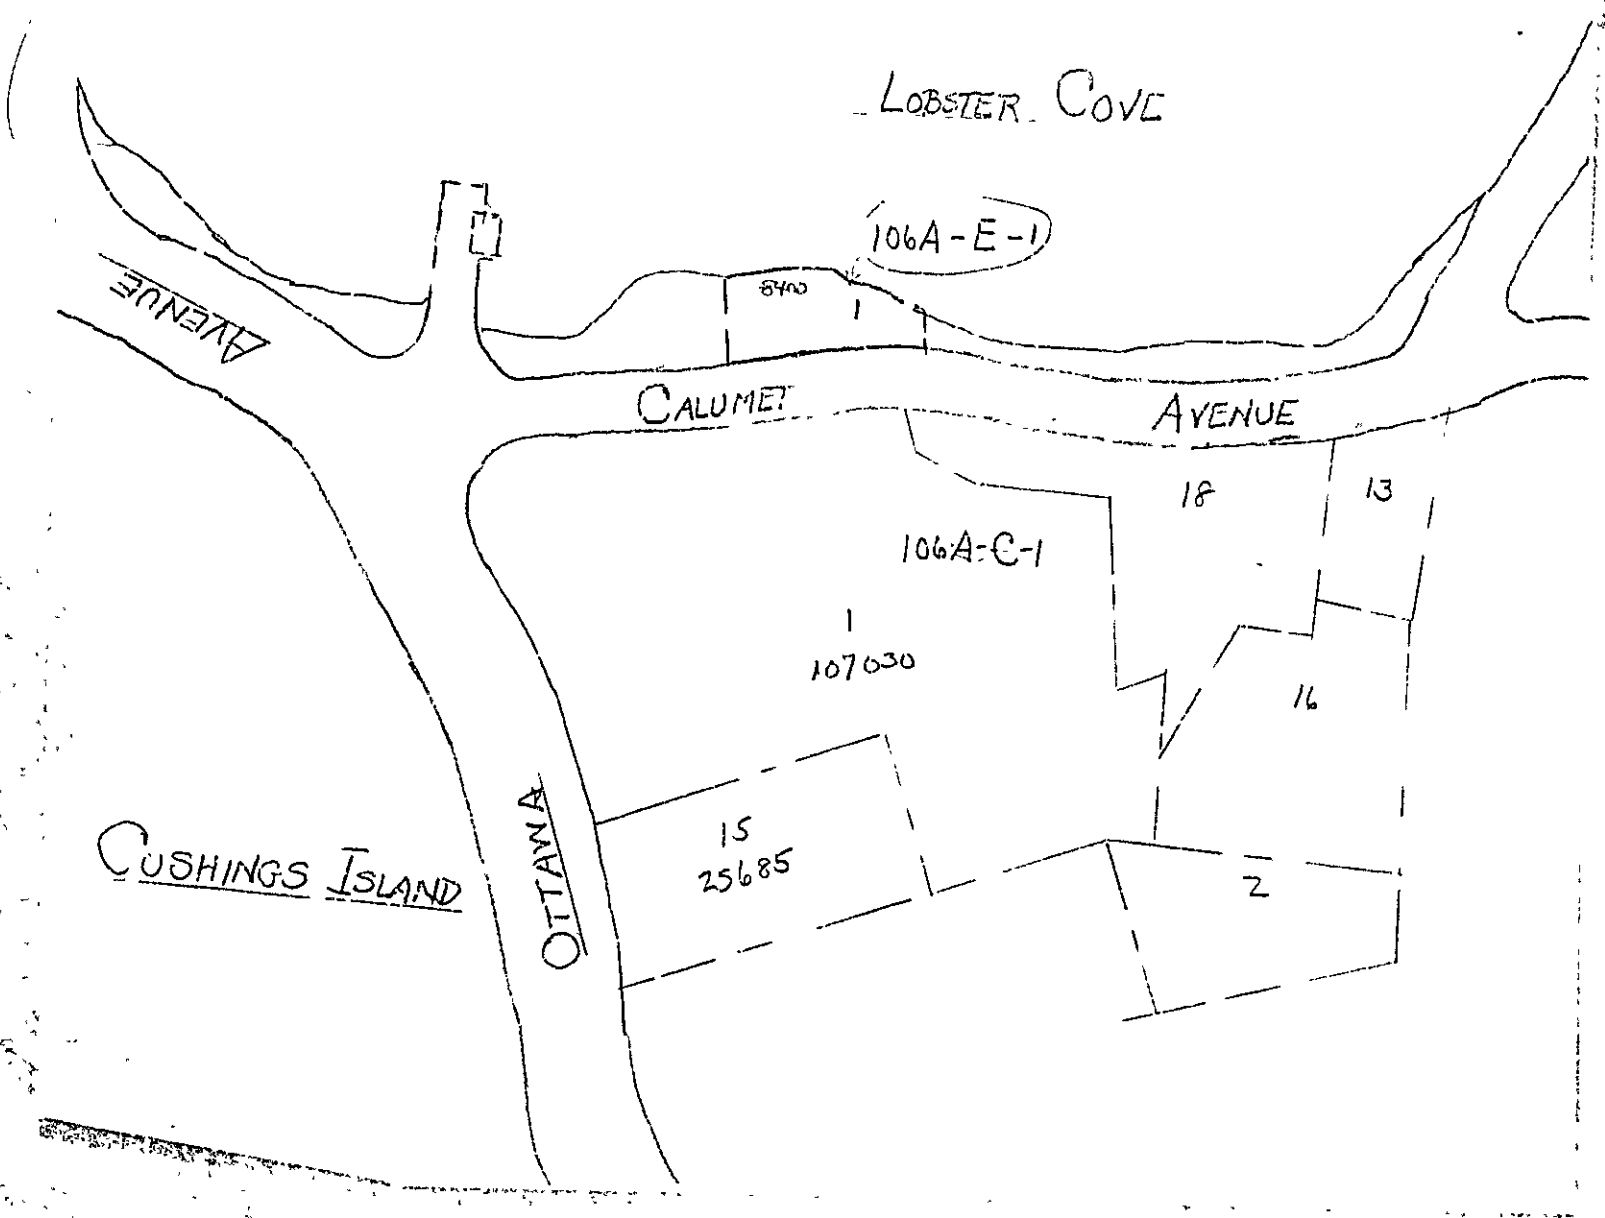 LOBSTER COVE
106A-E-1
8400
1
AVENUE
CALUMET AVENUE
18
13
106A-C-1
1
107030
16
15
25685
OTTAWA
CUSHINGS ISLAND
2